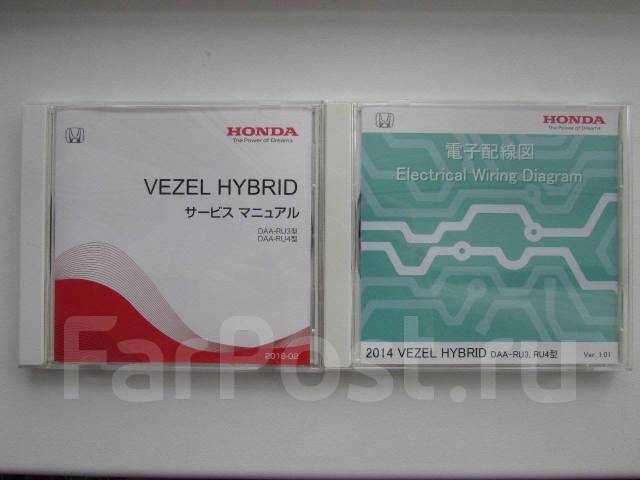 HONDA
The Power of Dreams
VEZEL HYBRID
サービス マニュアル
DAA-RU3型
DAA-RU4型
2018-02
HONDA
The Power of Dreams
電子配線図
Electrical Wiring Diagram
2014 VEZEL HYBRID DAA-RU3, RU4型
Ver. 1.01
FarPost.ru